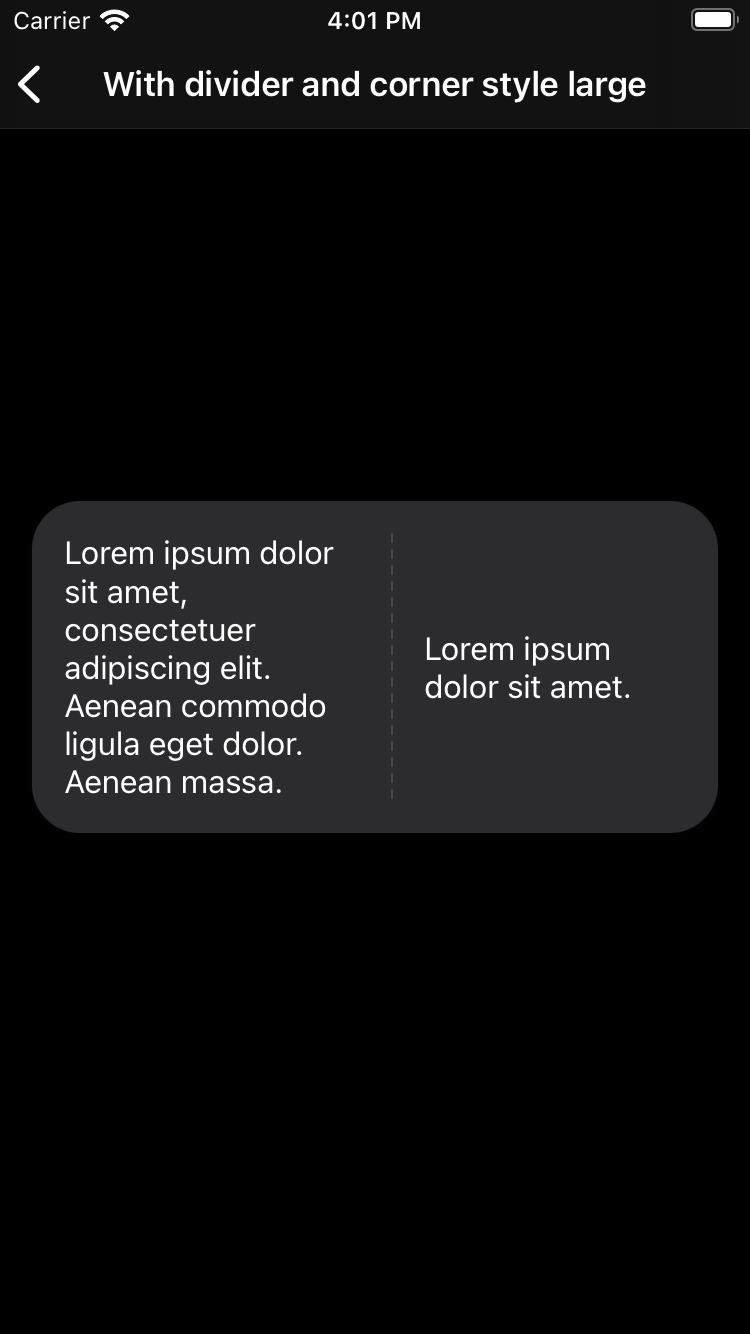 Carrier
4:01 PM
With divider and corner style large
Lorem ipsum dolor
sit amet,
consectetuer
adipiscing elit.
Aenean commodo
ligula eget dolor.
Aenean massa.
Lorem ipsum
dolor sit amet.